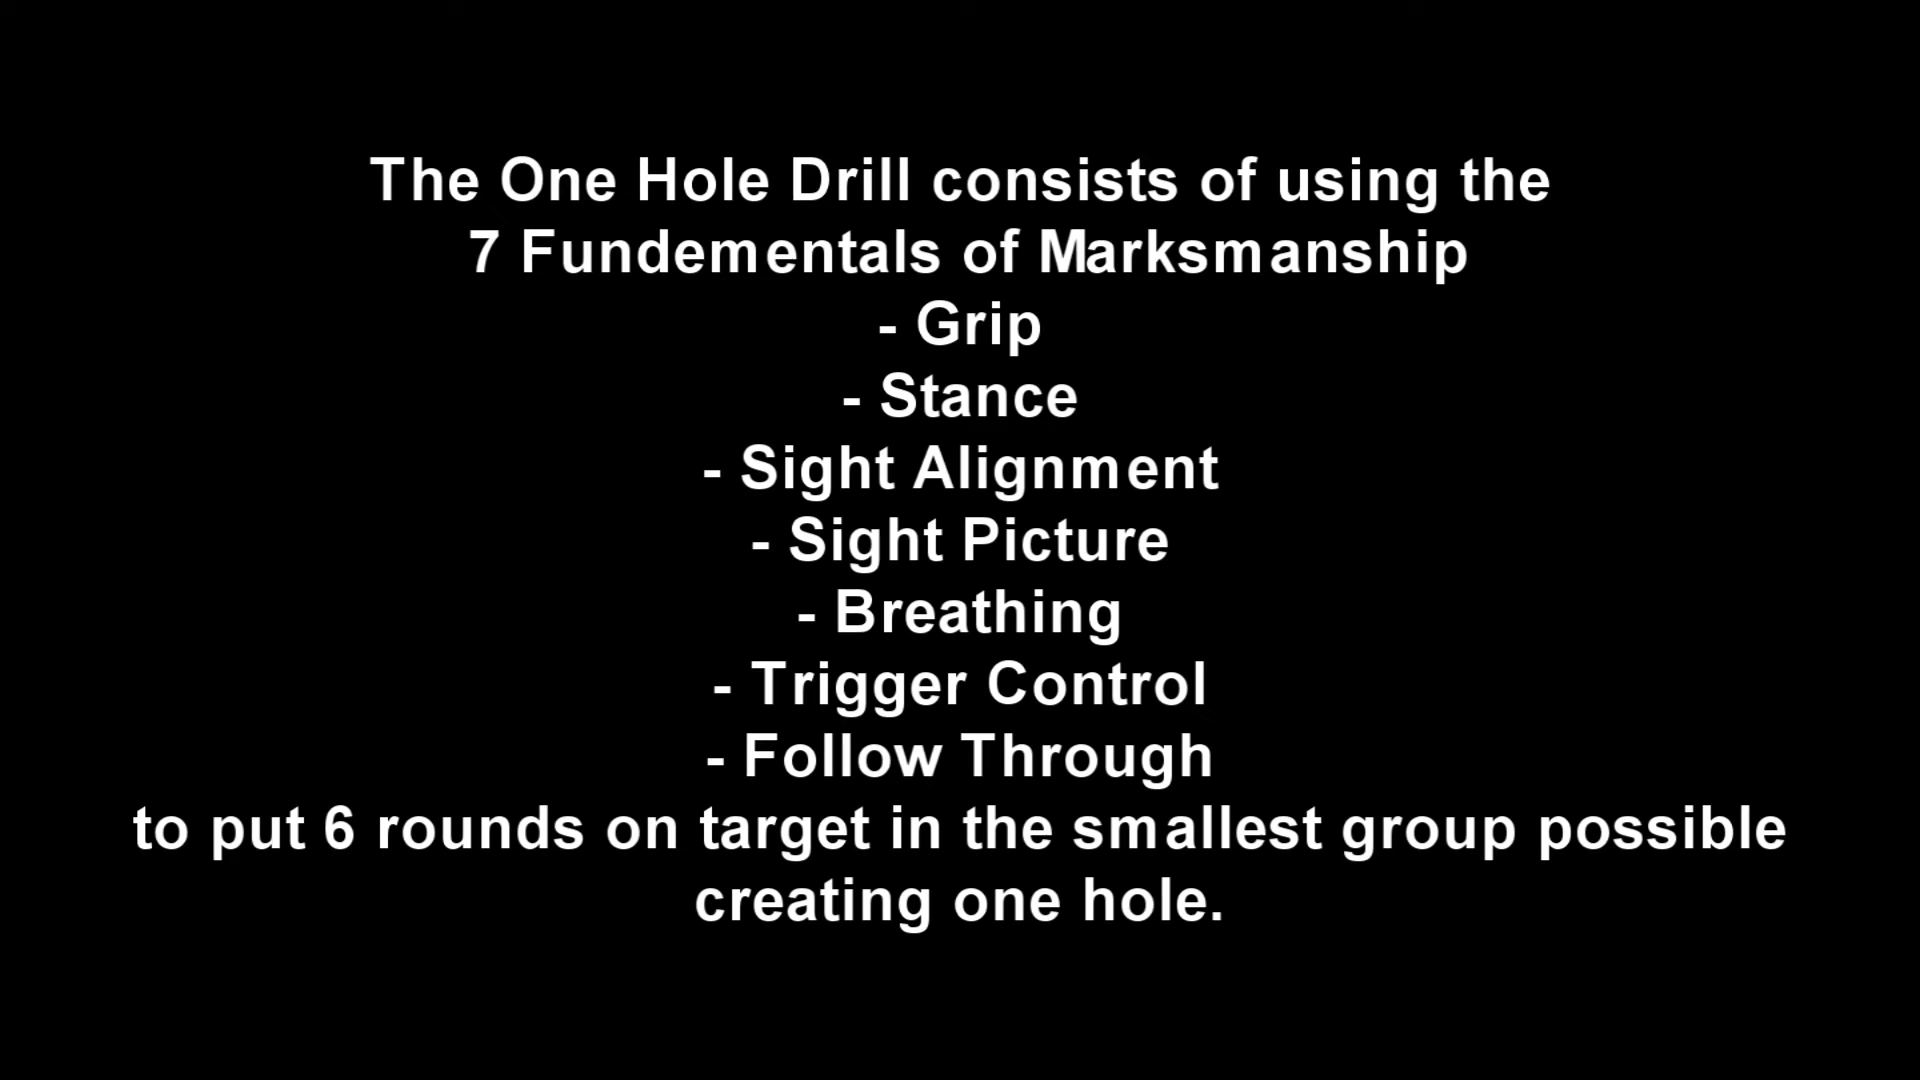 The One Hole Drill consists of using the
7 Fundementals of Marksmanship
- Grip
- Stance
- Sight Alignment
- Sight Picture
- Breathing
- Trigger Control
- Follow Through
to put 6 rounds on target in the smallest group possible
creating one hole.